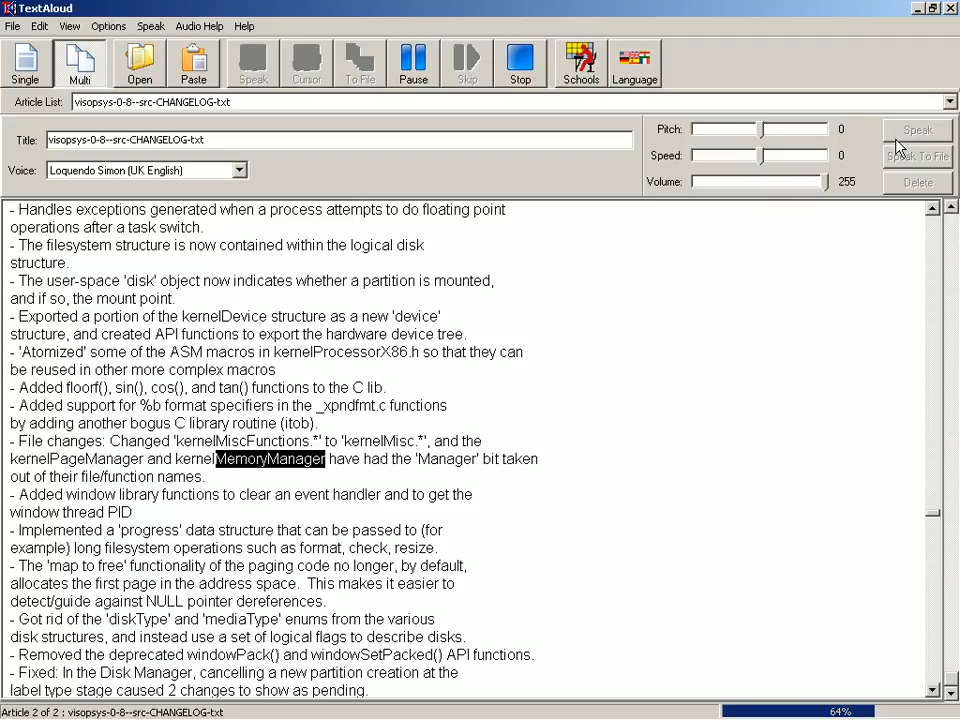 TextAloud
File Edit View Options Speak Audio Help Help
Single Multi Open Paste Speak Cursor To File Pause Skip Stop Schools Language
Article List: visopsys-0-8--src-CHANGELOG-txt
Title: visopsys-0-8--src-CHANGELOG-txt
Voice: Loquendo Simon (UK English)
Pitch: 0 Speak
Speed: 0 Speak To File
Volume: 255 Delete
- Handles exceptions generated when a process attempts to do floating point
operations after a task switch.
- The filesystem structure is now contained within the logical disk
structure.
- The user-space 'disk' object now indicates whether a partition is mounted,
and if so, the mount point.
- Exported a portion of the kernelDevice structure as a new 'device'
structure, and created API functions to export the hardware device tree.
- 'Atomized' some of the ASM macros in kernelProcessorX86.h so that they can
be reused in other more complex macros
- Added floorf(), sin(), cos(), and tan() functions to the C lib.
- Added support for %b format specifiers in the _xpndfmt.c functions
by adding another bogus C library routine (itob).
- File changes: Changed 'kernelMiscFunctions.*' to 'kernelMisc.*', and the
kernelPageManager and kernelMemoryManager have had the 'Manager' bit taken
out of their file/function names.
- Added window library functions to clear an event handler and to get the
window thread PID
- Implemented a 'progress' data structure that can be passed to (for
example) long filesystem operations such as format, check, resize.
- The 'map to free' functionality of the paging code no longer, by default,
allocates the first page in the address space.  This makes it easier to
detect/guide against NULL pointer dereferences.
- Got rid of the 'diskType' and 'mediaType' enums from the various
disk structures, and instead use a set of logical flags to describe disks.
- Removed the deprecated windowPack() and windowSetPacked() API functions.
- Fixed: In the Disk Manager, cancelling a new partition creation at the
label type stage caused 2 changes to show as pending.
Article 2 of 2 : visopsys-0-8--src-CHANGELOG-txt 64%